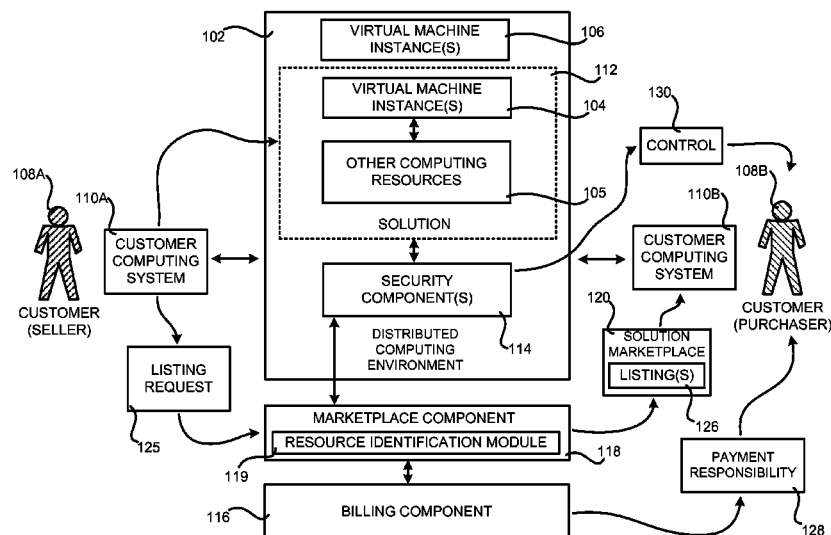 102
VIRTUAL MACHINE
INSTANCE(S)
106
112
VIRTUAL MACHINE
INSTANCE(S)
104
130
CONTROL
OTHER COMPUTING
RESOURCES
105
SOLUTION
108A
110A
CUSTOMER
COMPUTING
SYSTEM
CUSTOMER
(SELLER)
110B
108B
CUSTOMER
COMPUTING
SYSTEM
CUSTOMER
(PURCHASER)
SECURITY
COMPONENT(S)
114
DISTRIBUTED
COMPUTING
ENVIRONMENT
120
SOLUTION
MARKETPLACE
LISTING(S)
126
LISTING
REQUEST
125
MARKETPLACE COMPONENT
RESOURCE IDENTIFICATION MODULE
119
118
PAYMENT
RESPONSIBILITY
128
116
BILLING COMPONENT